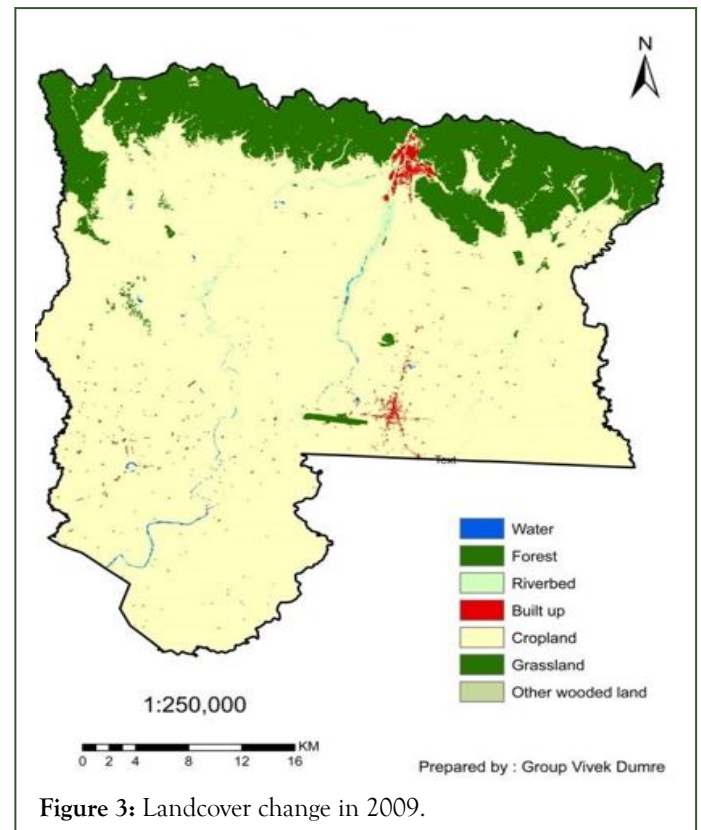 N
Text
Water
Forest
Riverbed
Built up
Cropland
Grassland
Other wooded land
1:250,000
KM
0 2 4 8 12 16
Prepared by : Group Vivek Dumre
Figure 3: Landcover change in 2009.